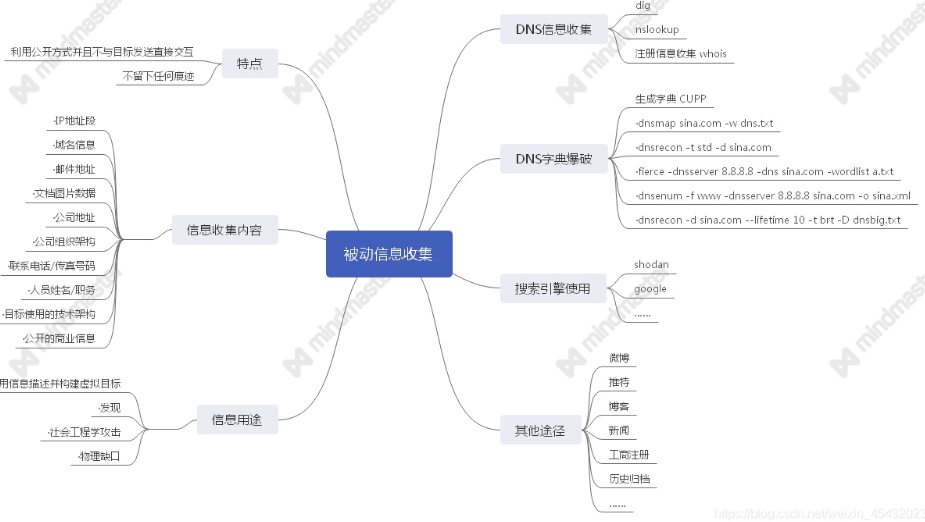 被动信息收集
特点
利用公开方式并且不与目标发送直接交互
不留下任何痕迹
信息收集内容
·IP地址段
·域名信息
·邮件地址
·文档图片数据
·公司地址
·公司组织架构
·联系电话/传真号码
·人员姓名/职务
·目标使用的技术架构
·公开的商业信息
信息用途
用信息描述并构建虚拟目标
·发现
·社会工程学攻击
·物理缺口
DNS信息收集
dig
nslookup
注册信息收集 whois
DNS字典爆破
生成字典 CUPP
·dnsmap sina.com -w dns.txt
·dnsrecon -t std -d sina.com
·fierce -dnsserver 8.8.8.8 -dns sina.com -wordlist a.txt
·dnsenum -f www -dnsserver 8.8.8.8 sina.com -o sina.xml
·dnsrecon -d sina.com --lifetime 10 -t brt -D dnsbig.txt
搜索引擎使用
shodan
google
......
其他途径
微博
推特
博客
新闻
工商注册
历史归档
......
mindmaster
mindmaster
mindmaster
mindmaster
mindmaster
mindmaster
mindmaster
mindmaster
https://blog.csdn.net/weixin_45432023